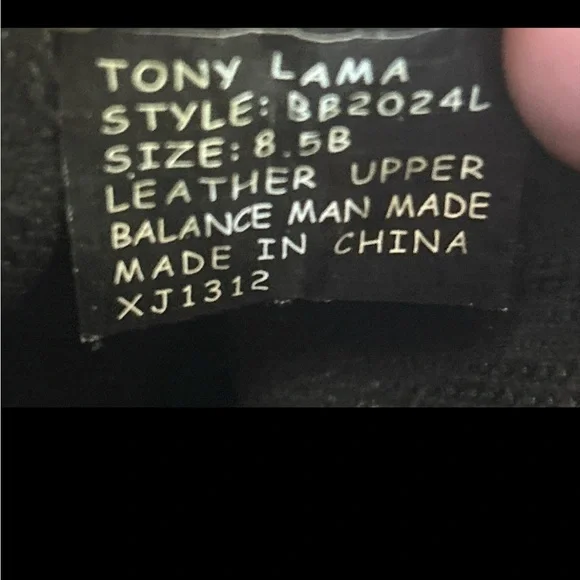 TONY LAMA
STYLE: BB2024L
SIZE: 8.5B
LEATHER UPPER
BALANCE MAN MADE
MADE IN CHINA
XJ1312